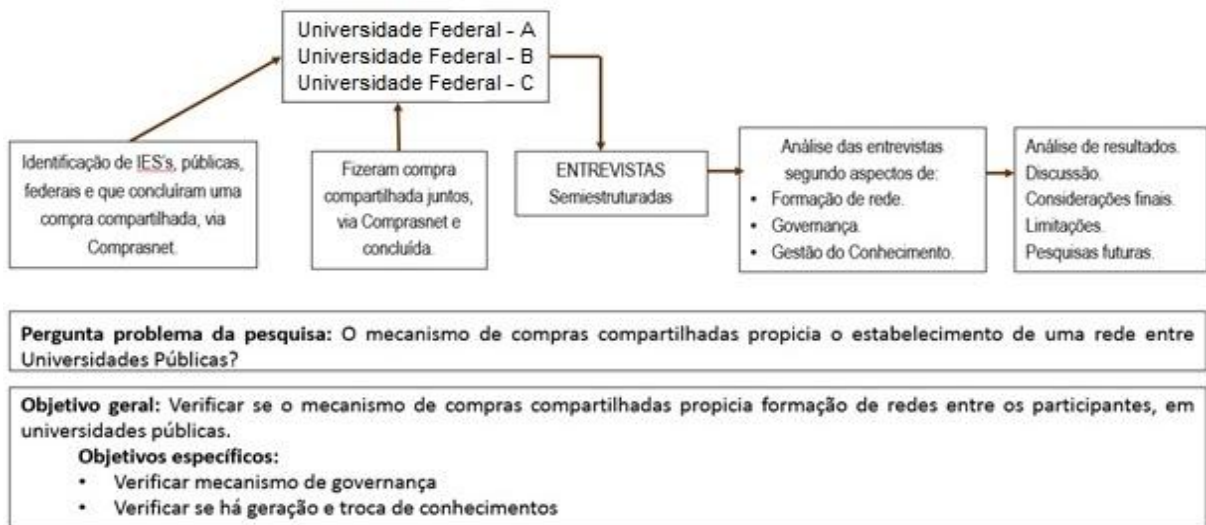 Universidade Federal - A
Universidade Federal - B
Universidade Federal - C
Identificação de IES's, públicas,
federais e que concluíram uma
compra compartilhada, via
Comprasnet.
Fizeram compra
compartilhada juntos,
via Comprasnet e
concluída.
ENTREVISTAS
Semiestruturadas
Análise das entrevistas
segundo aspectos de:
• Formação de rede.
• Governança.
• Gestão do Conhecimento.
Análise de resultados.
Discussão.
Considerações finais.
Limitações.
Pesquisas futuras.
Pergunta problema da pesquisa: O mecanismo de compras compartilhadas propicia o estabelecimento de uma rede entre
Universidades Públicas?
Objetivo geral: Verificar se o mecanismo de compras compartilhadas propicia formação de redes entre os participantes, em
universidades públicas.
Objetivos específicos:
• Verificar mecanismo de governança
• Verificar se há geração e troca de conhecimentos